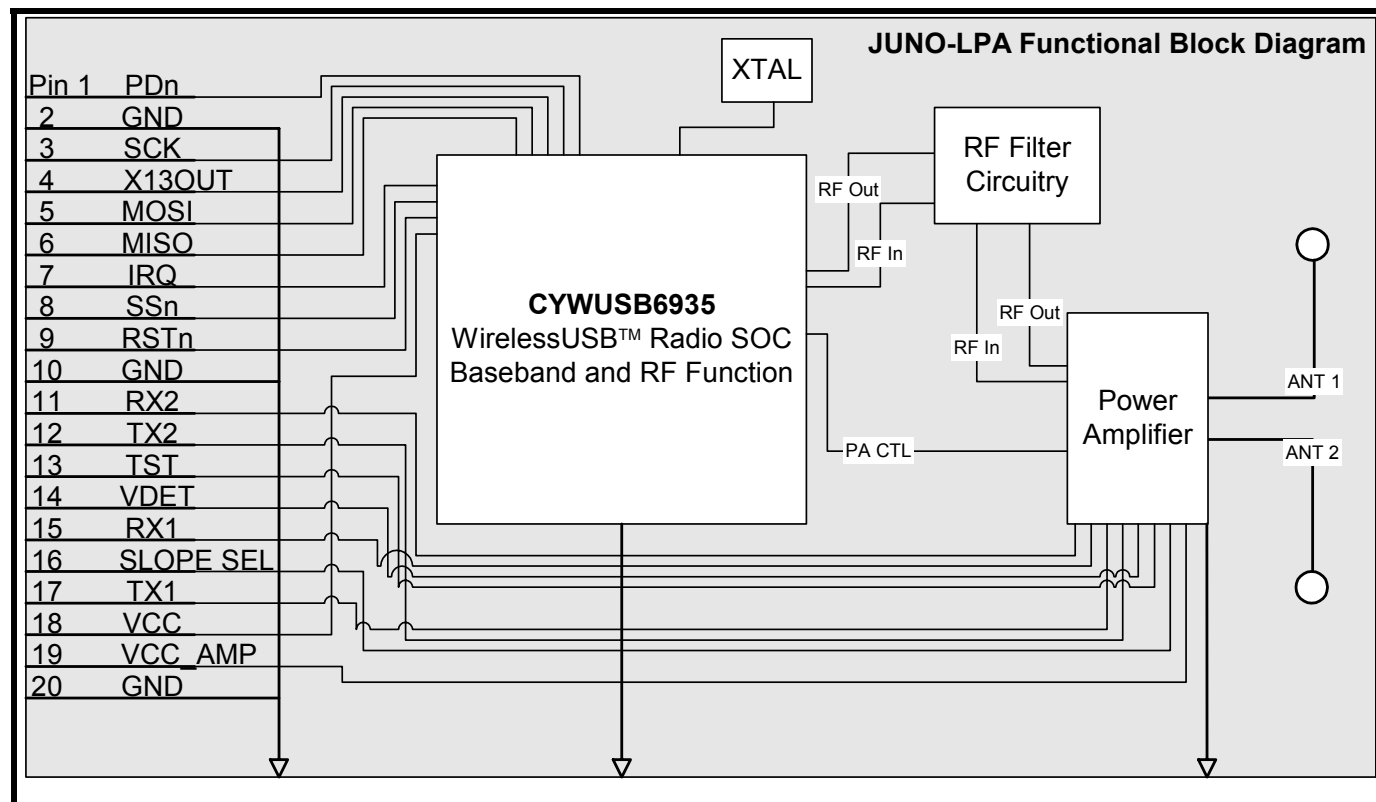 JUNO-LPA Functional Block Diagram
Pin 1 PDn
2 GND
3 SCK
4 X13OUT
5 MOSI
6 MISO
7 IRQ
8 SSn
9 RSTn
10 GND
11 RX2
12 TX2
13 TST
14 VDET
15 RX1
16 SLOPE SEL
17 TX1
18 VCC
19 VCC_AMP
20 GND
XTAL
CYWUSB6935
WirelessUSB™ Radio SOC
Baseband and RF Function
RF Out
RF In
RF Filter
Circuitry
RF Out
RF In
PA CTL
Power
Amplifier
ANT 1
ANT 2